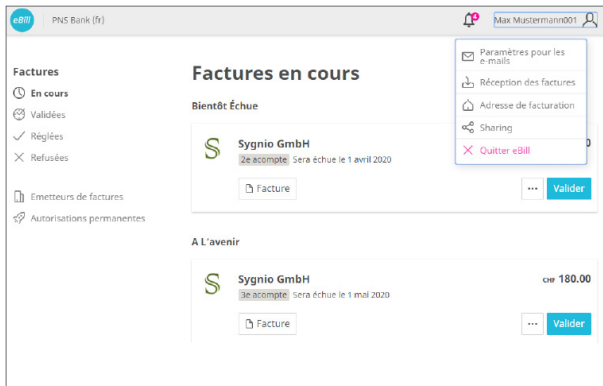 eBill PNS Bank (fr) 4 Max Mustermann001
Paramètres pour les
e-mails
Réception des factures
Adresse de facturation
Sharing
Quitter eBill
Factures
En cours
Validées
Réglées
Refusées
Emetteurs de factures
Autorisations permanentes
Factures en cours
Bientôt Échue
Sygnio GmbH 0
2e acompte Sera échue le 1 avril 2020
Facture ... Valider
A L'avenir
Sygnio GmbH CHF 180.00
3e acompte Sera échue le 1 mai 2020
Facture ... Valider